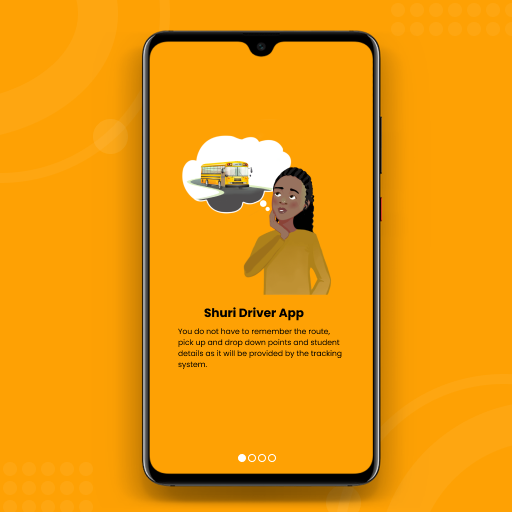 Shuri Driver App
You do not have to remember the route,
pick up and drop down points and student
details as it will be provided by the tracking
system.